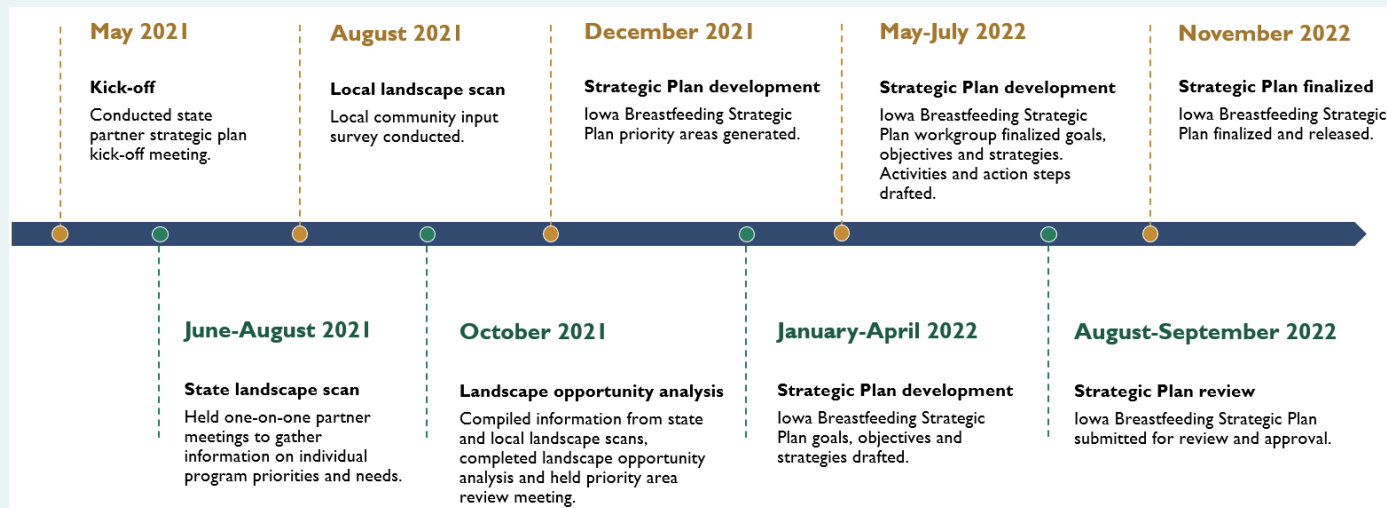 May 2021
Kick-off
Conducted state
partner strategic plan
kick-off meeting.
August 2021
Local landscape scan
Local community input
survey conducted.
December 2021
Strategic Plan development
Iowa Breastfeeding Strategic
Plan priority areas generated.
May-July 2022
Strategic Plan development
Iowa Breastfeeding Strategic
Plan workgroup finalized goals,
objectives and strategies.
Activities and action steps
drafted.
November 2022
Strategic Plan finalized
Iowa Breastfeeding Strategic
Plan finalized and released.
June-August 2021
State landscape scan
Held one-on-one partner
meetings to gather
information on individual
program priorities and needs.
October 2021
Landscape opportunity analysis
Compiled information from state
and local landscape scans,
completed landscape opportunity
analysis and held priority area
review meeting.
January-April 2022
Strategic Plan development
Iowa Breastfeeding Strategic
Plan goals, objectives and
strategies drafted.
August-September 2022
Strategic Plan review
Iowa Breastfeeding Strategic Plan
submitted for review and approval.